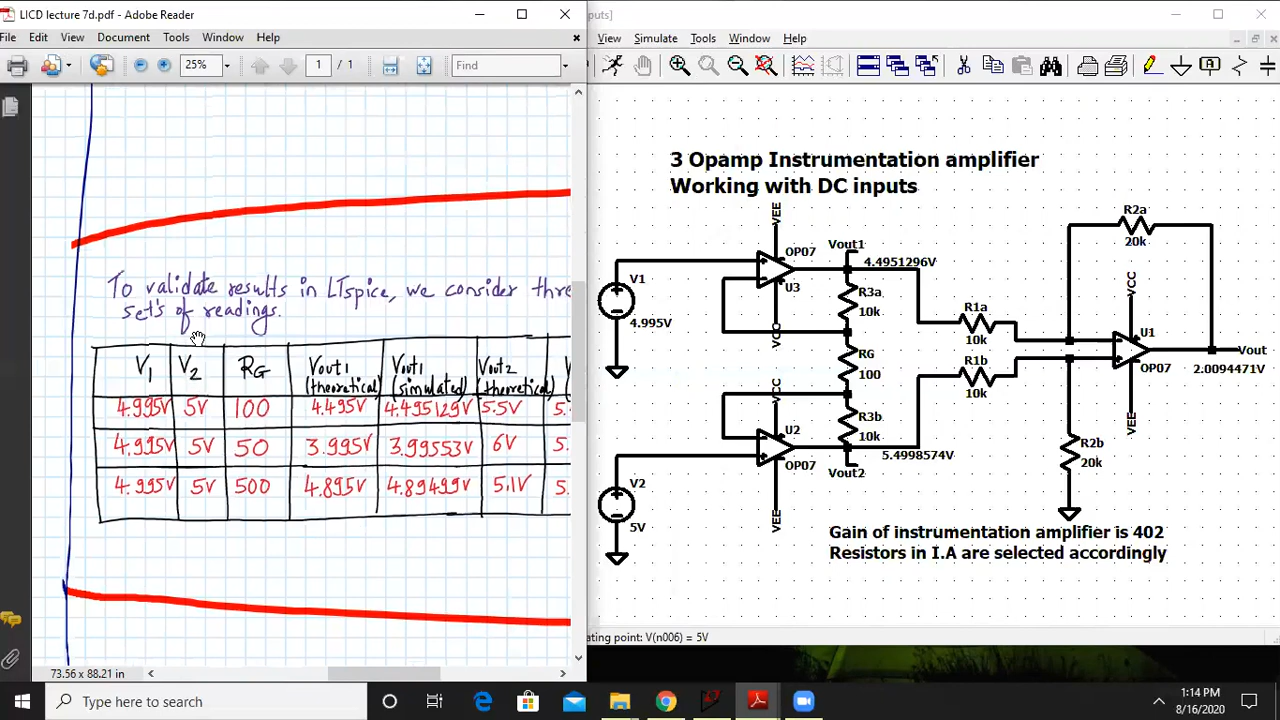 LICD lecture 7d.pdf - Adobe Reader
File Edit View Document Tools Window Help
25% 1 / 1 Find
To validate results in LTspice, we consider thre
sets of readings.
V1 V2 RG Vout1 (theoretical) Vout1 (simulated) Vout2 (theoretical)
4.995V 5V 100 4.495V 4.495129V 5.5V 5.
4.995V 5V 50 3.995V 3.99553V 6V 5.
4.995V 5V 500 4.895V 4.89499V 5.1V 5.
73.56 x 88.21 in
puts]
View Simulate Tools Window Help
3 Opamp Instrumentation amplifier
Working with DC inputs
VEE
OP07
U3
VCC
Vout1
4.4951296V
V1
4.995V
R3a
10k
RG
100
R3b
10k
VCC
U2
OP07
VEE
Vout2
5.4998574V
V2
5V
R1a
10k
R1b
10k
R2a
20k
VCC
U1
OP07
VEE
Vout
2.0094471V
R2b
20k
Gain of instrumentation amplifier is 402
Resistors in I.A are selected accordingly
ating point: V(n006) = 5V
Type here to search
1:14 PM
8/16/2020